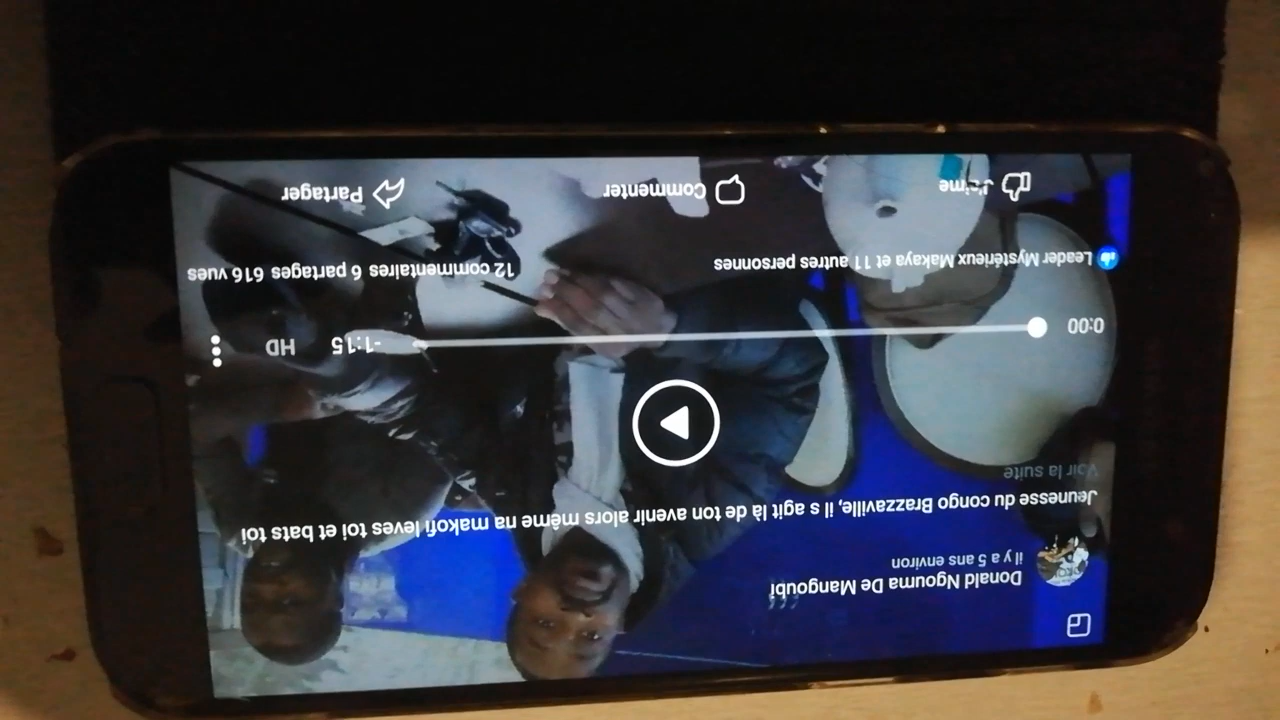 Donald Ngouma De Mangoubi
il y a 5 ans environ
Jeunesse du congo Brazzaville, il s agit là de ton avenir alors même na makofi leves toi et bats toi
Voir la suite
0:00
-1:15
HD
Leader Mystérieux Makaya et 11 autres personnes
12 commentaires 6 partages 616 vues
J'aime
Commenter
Partager